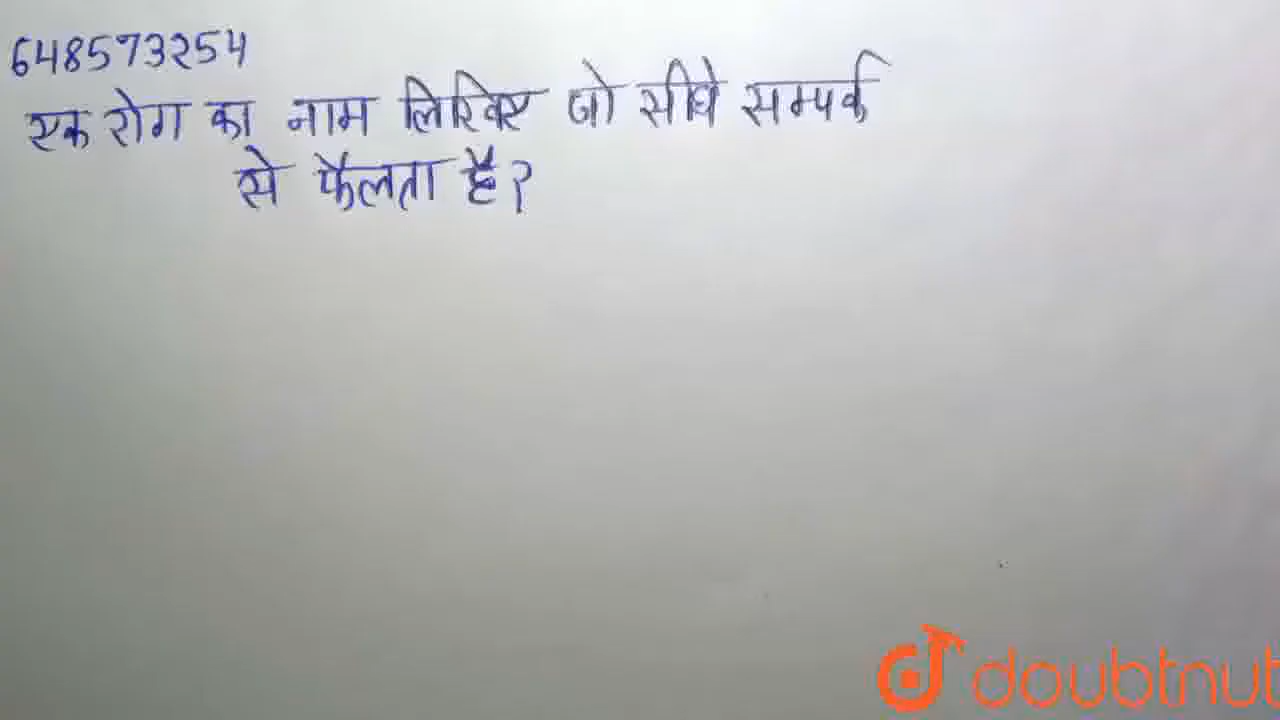 648573254
एक रोग का नाम लिखिए जो सीधे सम्पर्क
से फैलता है?
doubtnut